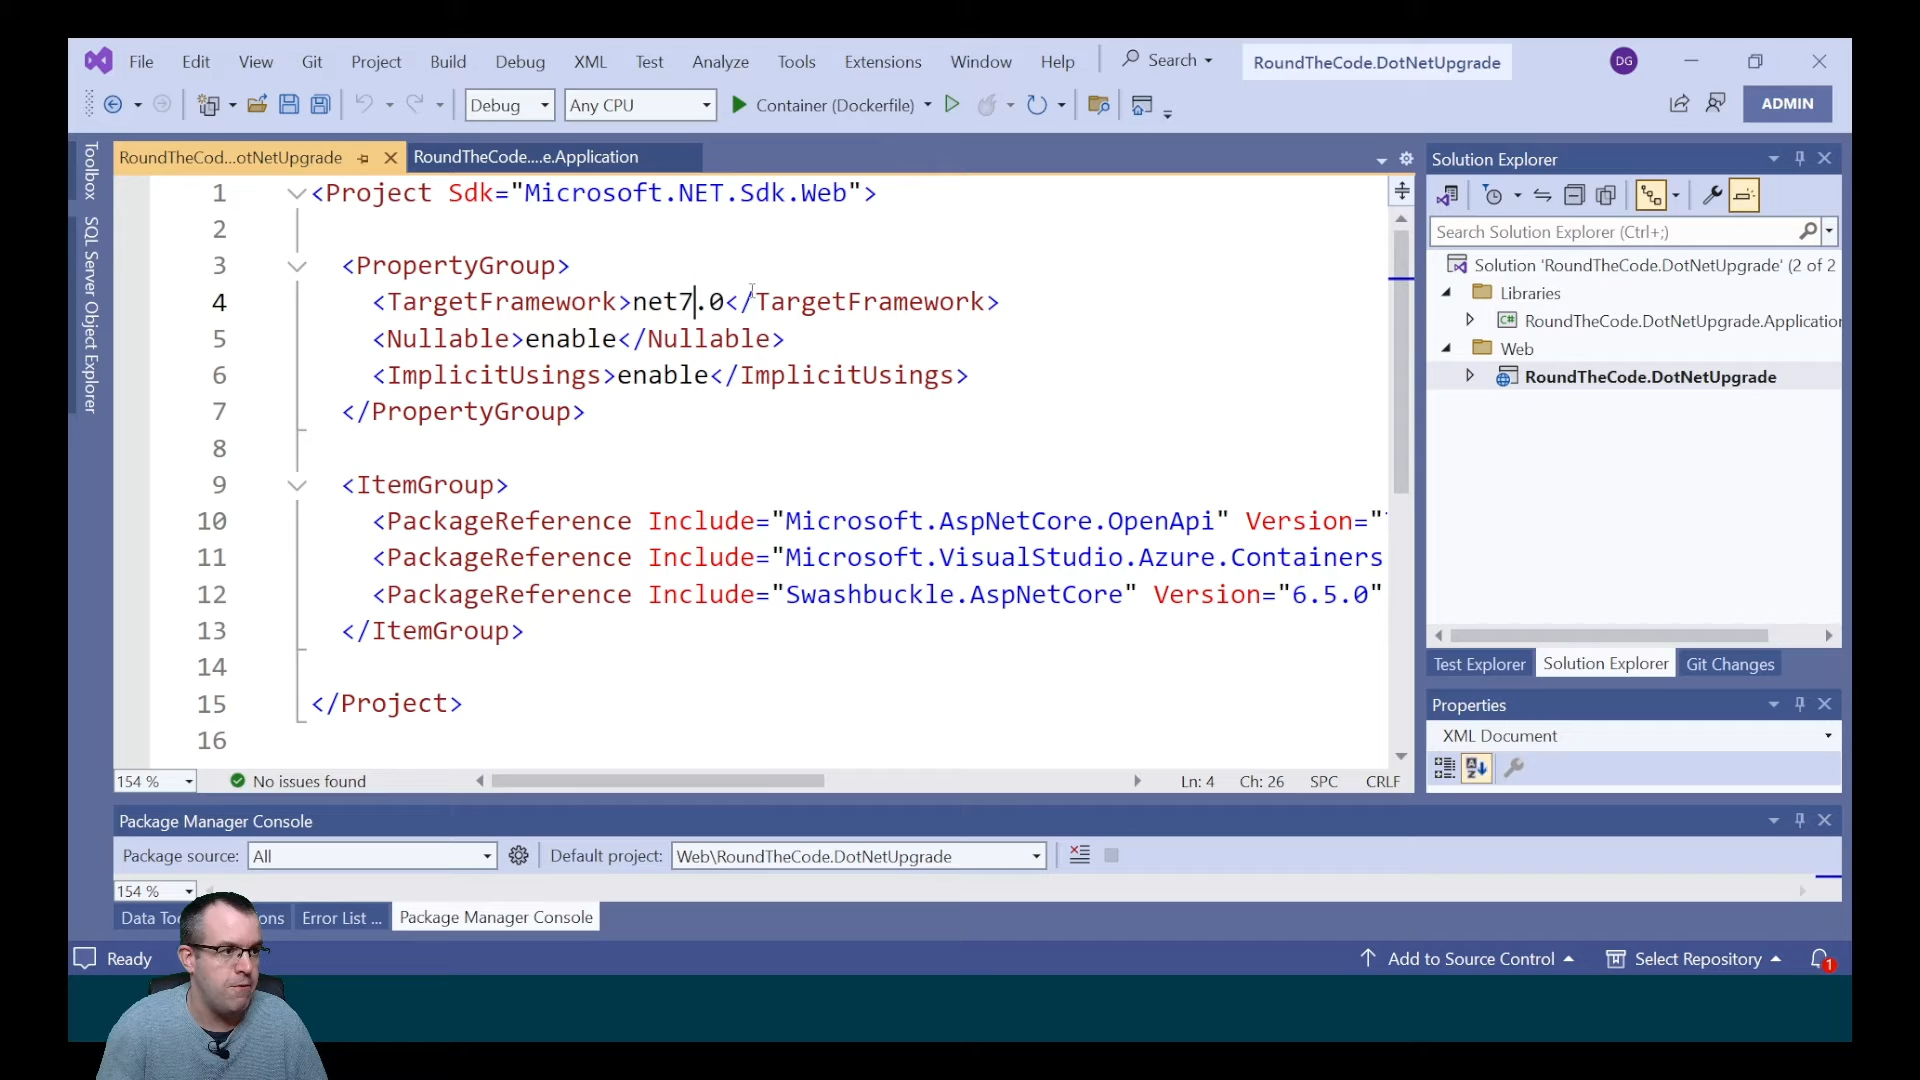 File Edit View Git Project Build Debug XML Test Analyze Tools Extensions Window Help Search RoundTheCode.DotNetUpgrade DG
Debug Any CPU Container (Dockerfile) ADMIN
Toolbox
SQL Server Object Explorer
RoundTheCod...otNetUpgrade RoundTheCode....e.Application
1 <Project Sdk="Microsoft.NET.Sdk.Web">
2
3 <PropertyGroup>
4 <TargetFramework>net7.0</TargetFramework>
5 <Nullable>enable</Nullable>
6 <ImplicitUsings>enable</ImplicitUsings>
7 </PropertyGroup>
8
9 <ItemGroup>
10 <PackageReference Include="Microsoft.AspNetCore.OpenApi" Version="
11 <PackageReference Include="Microsoft.VisualStudio.Azure.Containers
12 <PackageReference Include="Swashbuckle.AspNetCore" Version="6.5.0"
13 </ItemGroup>
14
15 </Project>
16
154 % No issues found Ln: 4 Ch: 26 SPC CRLF
Solution Explorer
Search Solution Explorer (Ctrl+;)
Solution 'RoundTheCode.DotNetUpgrade' (2 of 2
Libraries
C# RoundTheCode.DotNetUpgrade.Application
Web
RoundTheCode.DotNetUpgrade
Test Explorer Solution Explorer Git Changes
Properties
XML Document
Package Manager Console
Package source: All Default project: Web\RoundTheCode.DotNetUpgrade
154 %
Data To ons Error List ... Package Manager Console
Ready Add to Source Control Select Repository 1